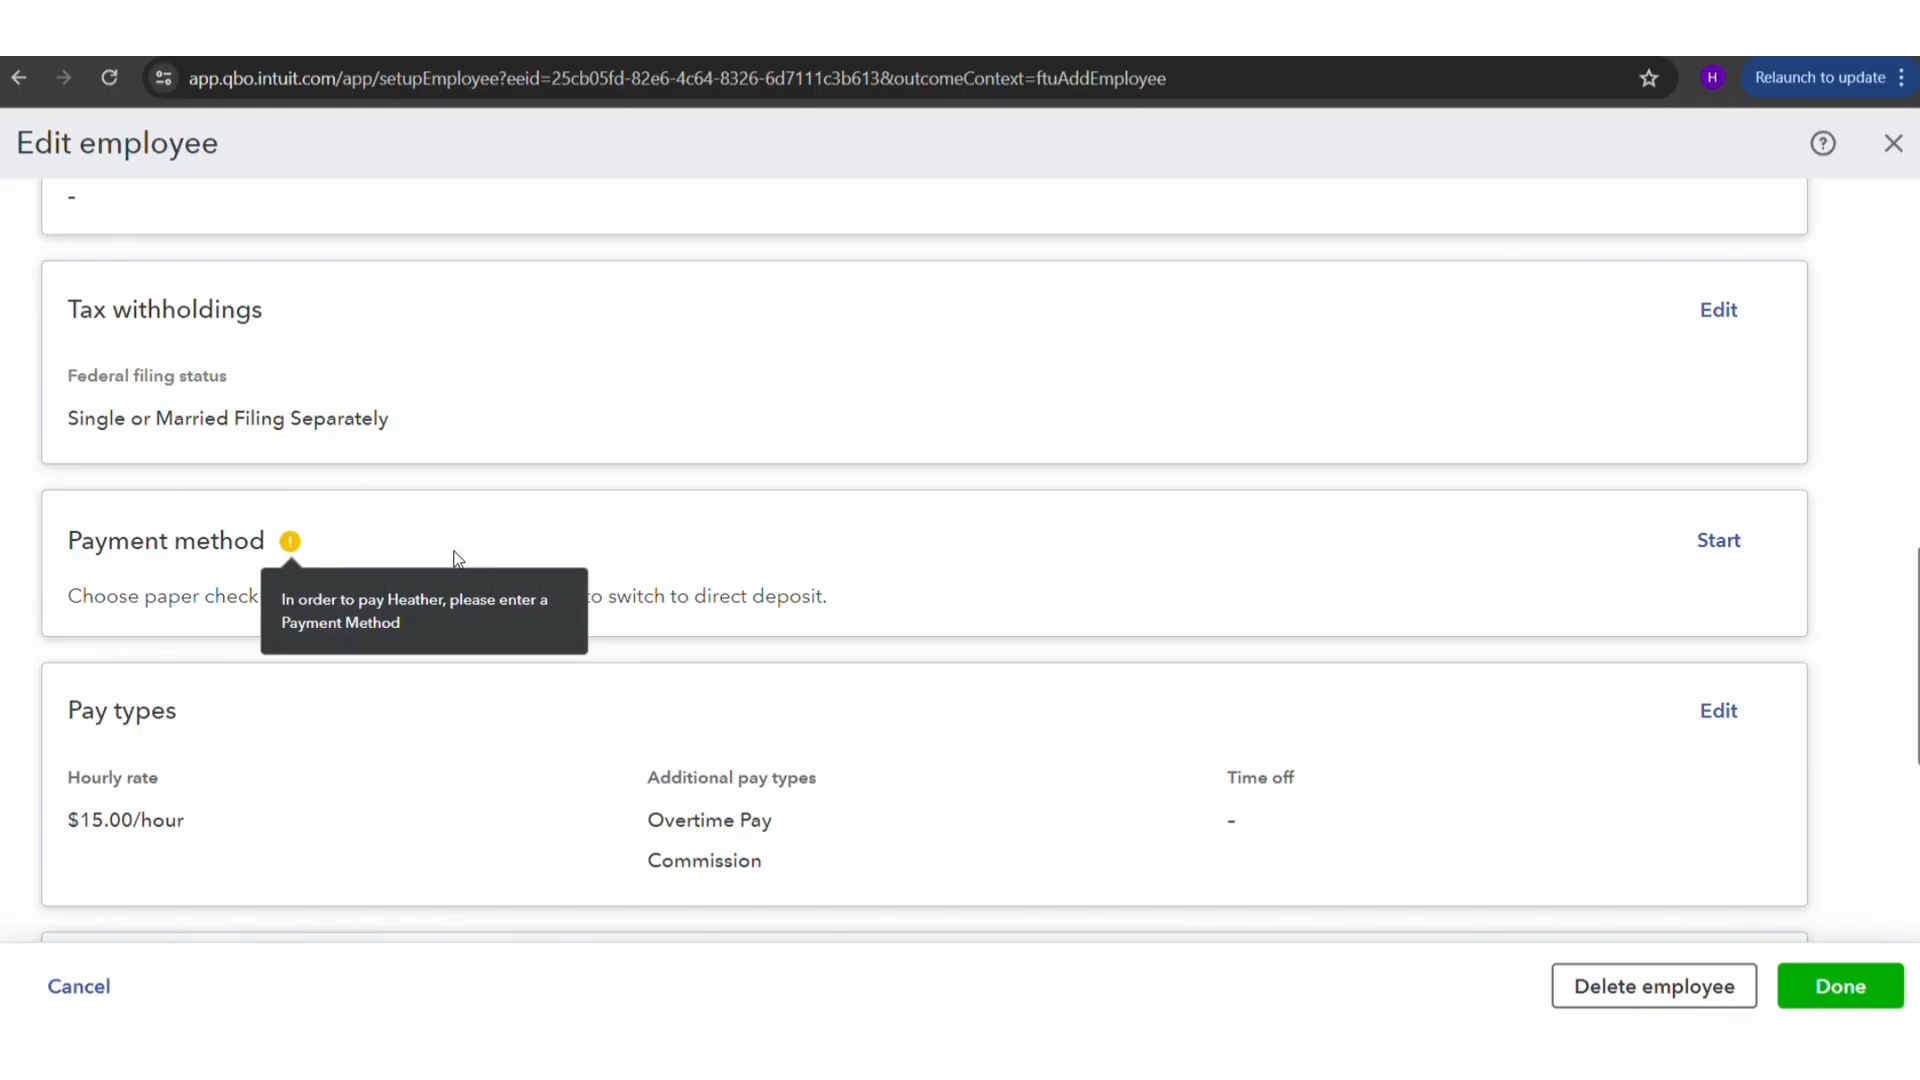 app.qbo.intuit.com/app/setupEmployee?eeid=25cb05fd-82e6-4c64-8326-6d7111c3b613&outcomeContext=ftuAddEmployee
H
Relaunch to update
Edit employee
-
Tax withholdings
Edit
Federal filing status
Single or Married Filing Separately
Payment method
Start
Choose paper check
to switch to direct deposit.
In order to pay Heather, please enter a
Payment Method
Pay types
Edit
Hourly rate
Additional pay types
Time off
$15.00/hour
Overtime Pay
-
Commission
Cancel
Delete employee
Done